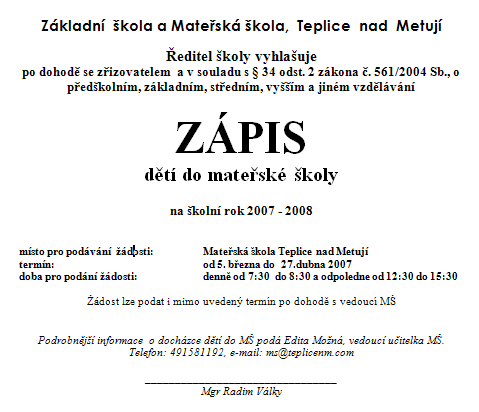 Základní škola a Mateřská škola, Teplice nad Metují
Ředitel školy vyhlašuje
po dohodě se zřizovatelem a v souladu s § 34 odst. 2 zákona č. 561/2004 Sb., o
předškolním, základním, středním, vyšším a jiném vzdělávání
ZÁPIS
dětí do mateřské školy
na školní rok 2007 - 2008
místo pro podávání žádosti: Mateřská škola Teplice nad Metují
termín: od 5. března do 27.dubna 2007
doba pro podání žádosti: denně od 7:30 do 8:30 a odpoledne od 12:30 do 15:30
Žádost lze podat i mimo uvedený termín po dohodě s vedoucí MŠ
Podrobnější informace o docházce dětí do MŠ podá Edita Možná, vedoucí učitelka MŠ.
Telefon: 491581192, e-mail: ms@teplicenm.com
Mgr Radim Války